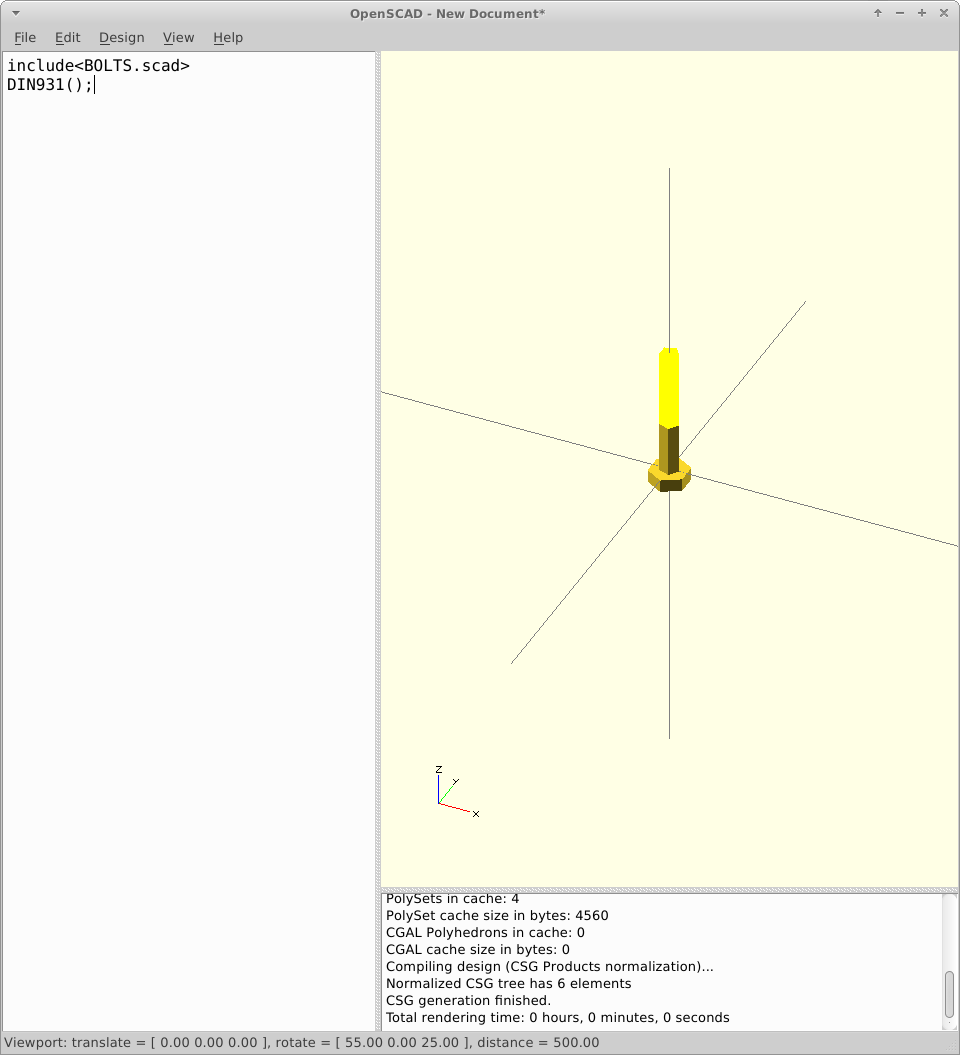 OpenSCAD - New Document*
File Edit Design View Help
include<BOLTS.scad>
DIN931();
Z
Y
X
PolySets in cache: 4
PolySet cache size in bytes: 4560
CGAL Polyhedrons in cache: 0
CGAL cache size in bytes: 0
Compiling design (CSG Products normalization)...
Normalized CSG tree has 6 elements
CSG generation finished.
Total rendering time: 0 hours, 0 minutes, 0 seconds
Viewport: translate = [ 0.00 0.00 0.00 ], rotate = [ 55.00 0.00 25.00 ], distance = 500.00